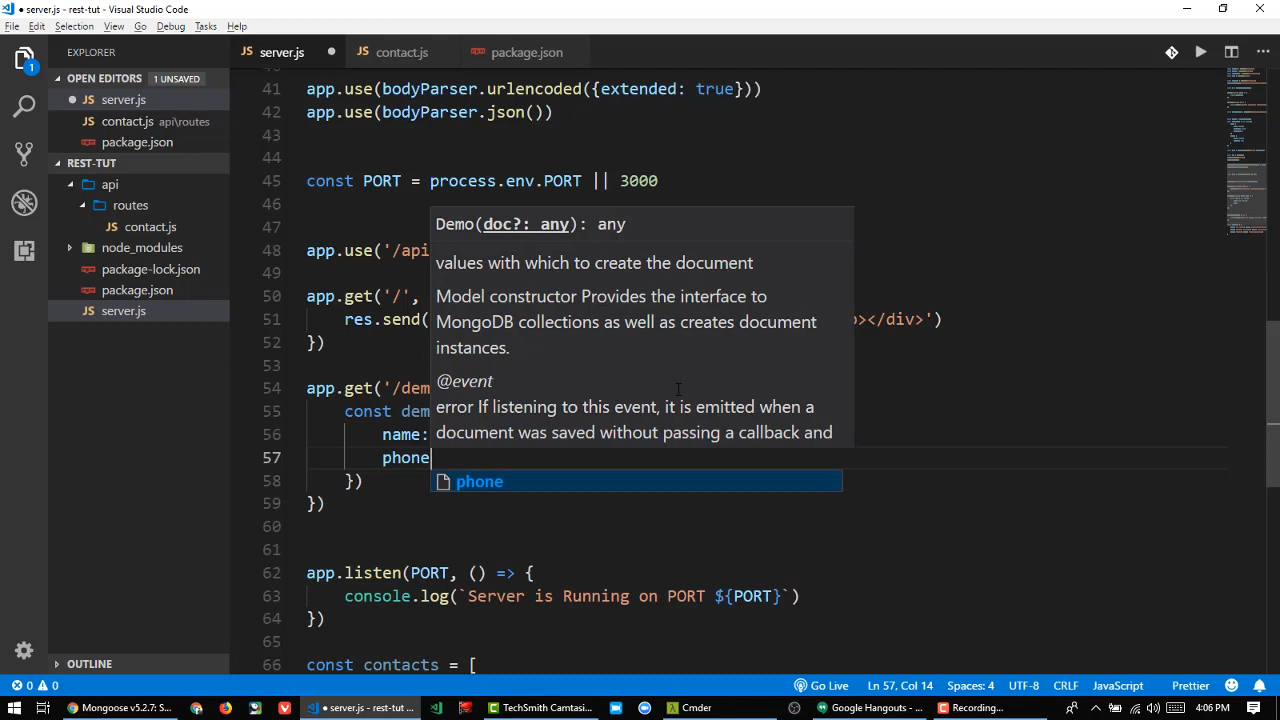 ● server.js - rest-tut - Visual Studio Code
File Edit Selection View Go Debug Tasks Help
EXPLORER
OPEN EDITORS 1 UNSAVED
● JS server.js
JS contact.js api\routes
package.json
REST-TUT
api
routes
JS contact.js
node_modules
package-lock.json
package.json
JS server.js
OUTLINE
1
JS server.js ●
JS contact.js
package.json
41 app.use(bodyParser.urlencoded({extended: true}))
42 app.use(bodyParser.json())
43
44
45 const PORT = process.env.PORT || 3000
46
47
48 app.use('/api
49
50 app.get('/',
51 res.send( o></div>')
52 })
53
54 app.get('/dem
55 const dem
56 name:
57 phone
58 })
59 })
60
61
62 app.listen(PORT, () => {
63 console.log(`Server is Running on PORT ${PORT}`)
64 })
65
66 const contacts = [
Demo(doc?: any): any
values with which to create the document
Model constructor Provides the interface to
MongoDB collections as well as creates document
instances.
@event
error If listening to this event, it is emitted when a
document was saved without passing a callback and
phone
0 0
Go Live Ln 57, Col 14 Spaces: 4 UTF-8 CRLF JavaScript Prettier
Mongoose v5.2.7: S...
● server.js - rest-tut ...
TechSmith Camtasi...
Cmder
Google Hangouts - ...
Recording...
4:06 PM